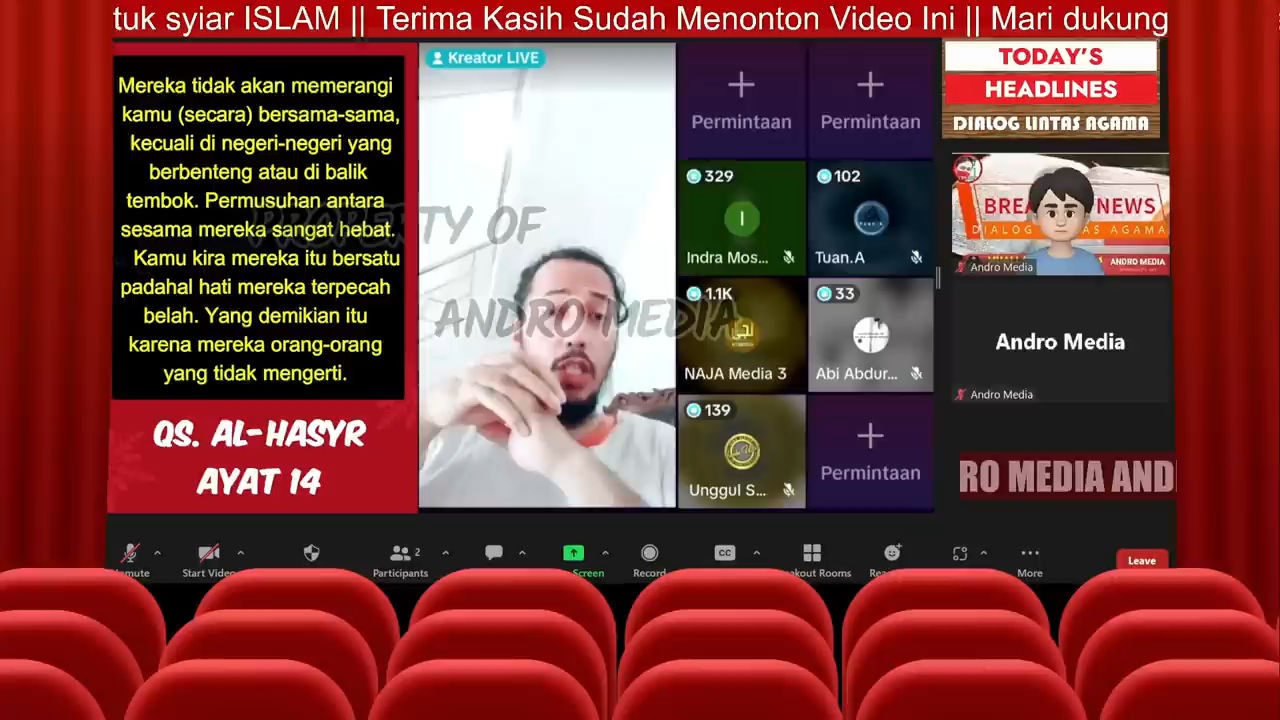 tuk syiar ISLAM || Terima Kasih Sudah Menonton Video Ini || Mari dukung
Mereka tidak akan memerangi
kamu (secara) bersama-sama,
kecuali di negeri-negeri yang
berbenteng atau di balik
tembok. Permusuhan antara
sesama mereka sangat hebat.
Kamu kira mereka itu bersatu
padahal hati mereka terpecah
belah. Yang demikian itu
karena mereka orang-orang
yang tidak mengerti.
QS. AL-HASYR
AYAT 14
Kreator LIVE
PROPERTY OF
ANDRO MEDIA
Permintaan
Permintaan
329
I
Indra Mos...
102
Tuan.A
1.1K
NAJA Media 3
33
Abi Abdur...
139
Unggul S...
Permintaan
TODAY'S
HEADLINES
DIALOG LINTAS AGAMA
NEWS
ANDRO MEDIA
Andro Media
Andro Media
Andro Media
RO MEDIA AND
Start Video
Participants
2
Screen
Record
CC
More
Leave